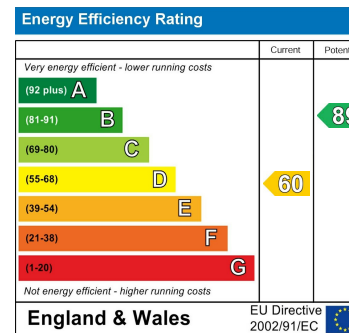 Energy Efficiency Rating
Current
Very energy efficient - lower running costs
(92 plus) A
(81-91) B
89
(69-80) C
(55-68) D
60
(39-54) E
(21-38) F
(1-20) G
Not energy efficient - higher running costs
England & Wales
EU Directive
2002/91/EC